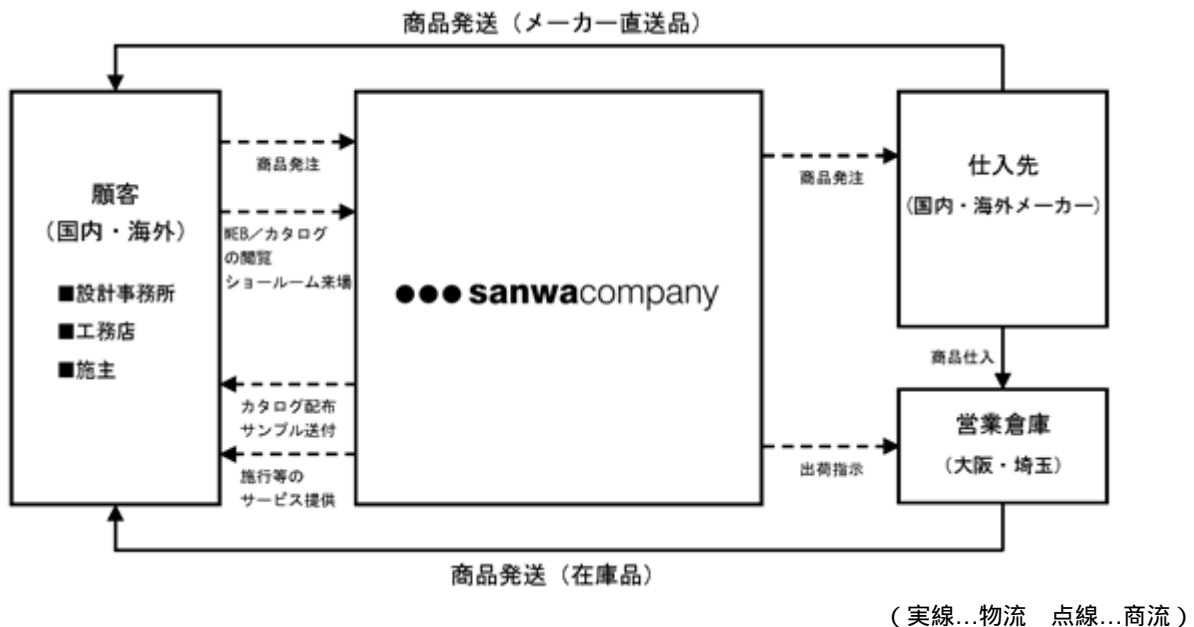 商品発送（メーカー直送品）
顧客
（国内・海外）
■設計事務所
■工務店
■施主
商品発注
WEB／カタログ
の閲覧
ショールーム来場
カタログ配布
サンプル送付
施行等の
サービス提供
●●● sanwacompany
商品発注
出荷指示
仕入先
（国内・海外メーカー）
商品仕入
営業倉庫
（大阪・埼玉）
商品発送（在庫品）
（実線…物流　点線…商流）